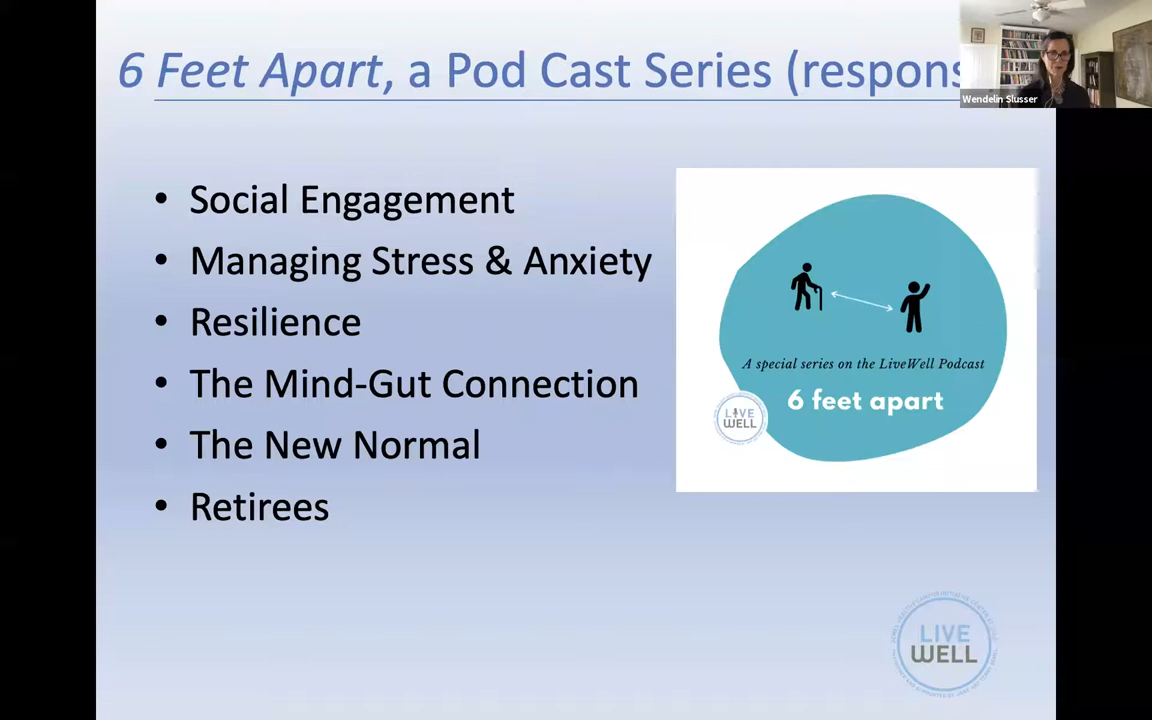 6 Feet Apart, a Pod Cast Series (respons
Wendelin Slusser
• Social Engagement
• Managing Stress & Anxiety
• Resilience
• The Mind-Gut Connection
• The New Normal
• Retirees
A special series on the LiveWell Podcast
6 feet apart
LIVE
WELL
LIVE
WELL